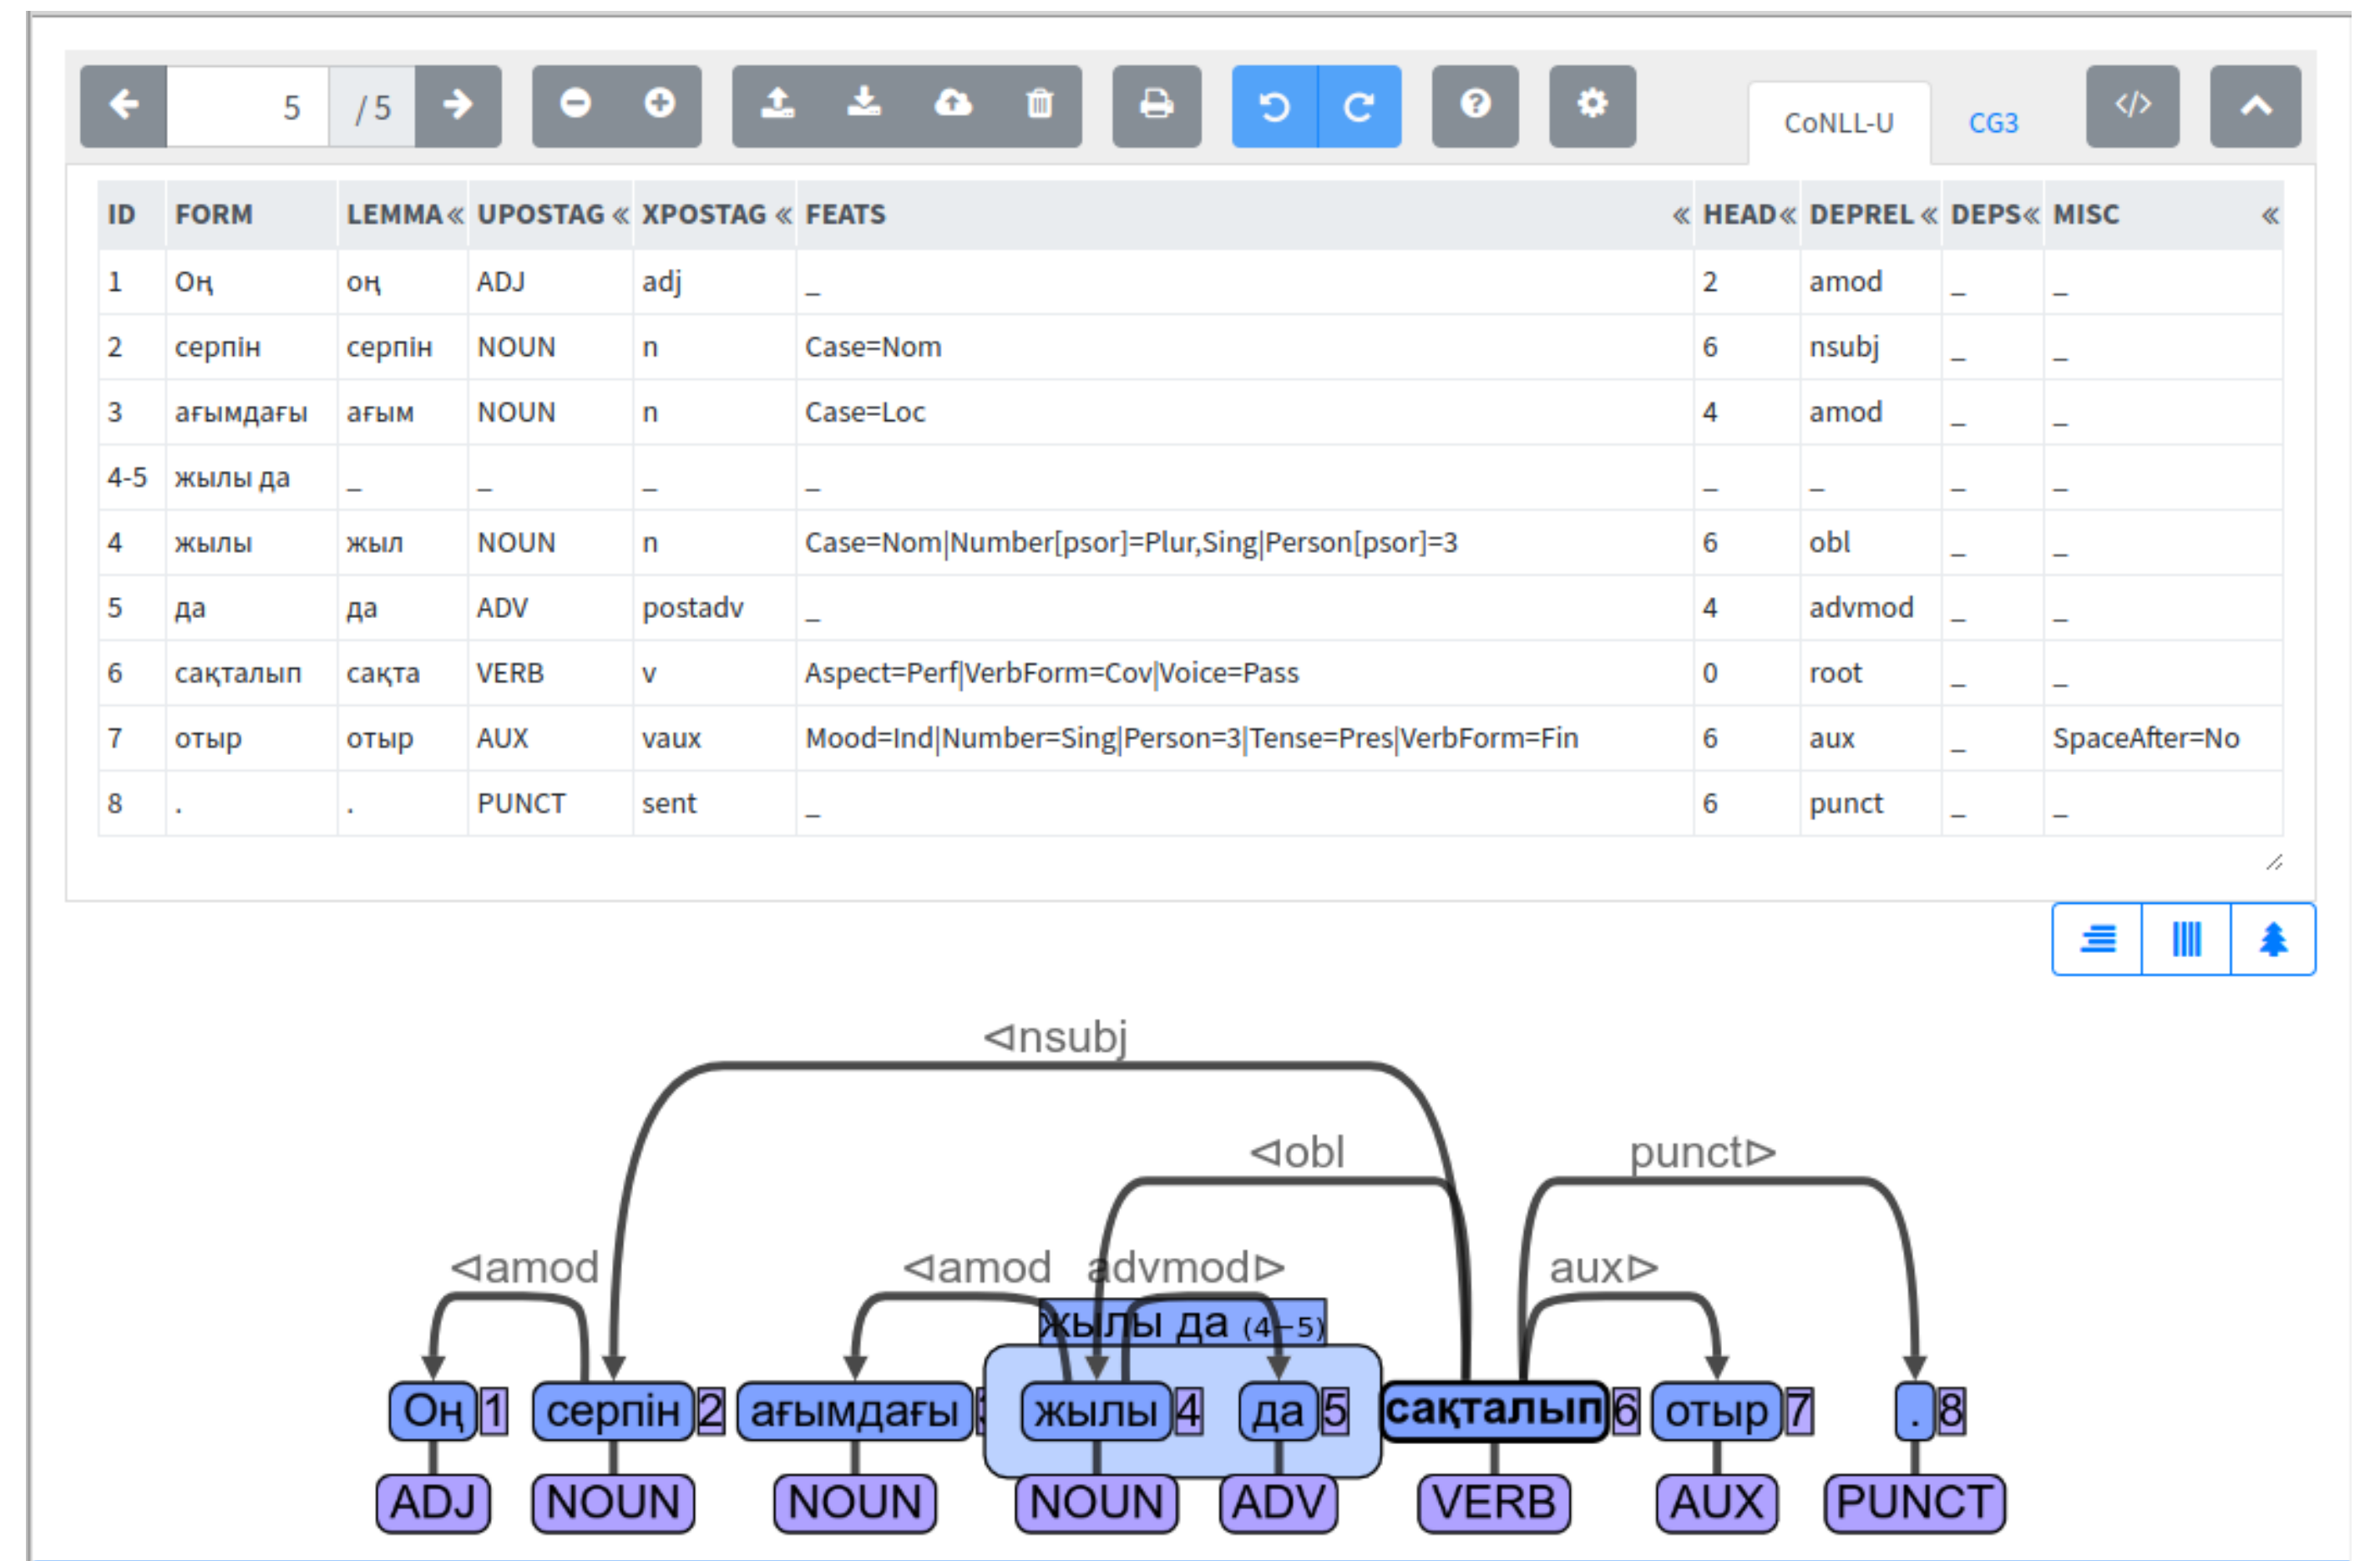 5 / 5 CoNLL-U CG3 </>
ID FORM LEMMA « UPOSTAG « XPOSTAG « FEATS « HEAD « DEPREL « DEPS « MISC «
1 Оң оң ADJ adj _ 2 amod _ _
2 серпін серпін NOUN n Case=Nom 6 nsubj _ _
3 ағымдағы ағым NOUN n Case=Loc 4 amod _ _
4-5 жылы да _ _ _ _ _ _ _ _
4 жылы жыл NOUN n Case=Nom|Number[psor]=Plur,Sing|Person[psor]=3 6 obl _ _
5 да да ADV postadv _ 4 advmod _ _
6 сақталып сақта VERB v Aspect=Perf|VerbForm=Cov|Voice=Pass 0 root _ _
7 отыр отыр AUX vaux Mood=Ind|Number=Sing|Person=3|Tense=Pres|VerbForm=Fin 6 aux _ SpaceAfter=No
8 . . PUNCT sent _ 6 punct _ _
⊲nsubj
⊲obl punct⊳
⊲amod ⊲amod advmod⊳ aux⊳
жылы да (4−5)
Оң 1 серпін 2 ағымдағы жылы 4 да 5 сақталып 6 отыр 7 . 8
ADJ NOUN NOUN NOUN ADV VERB AUX PUNCT